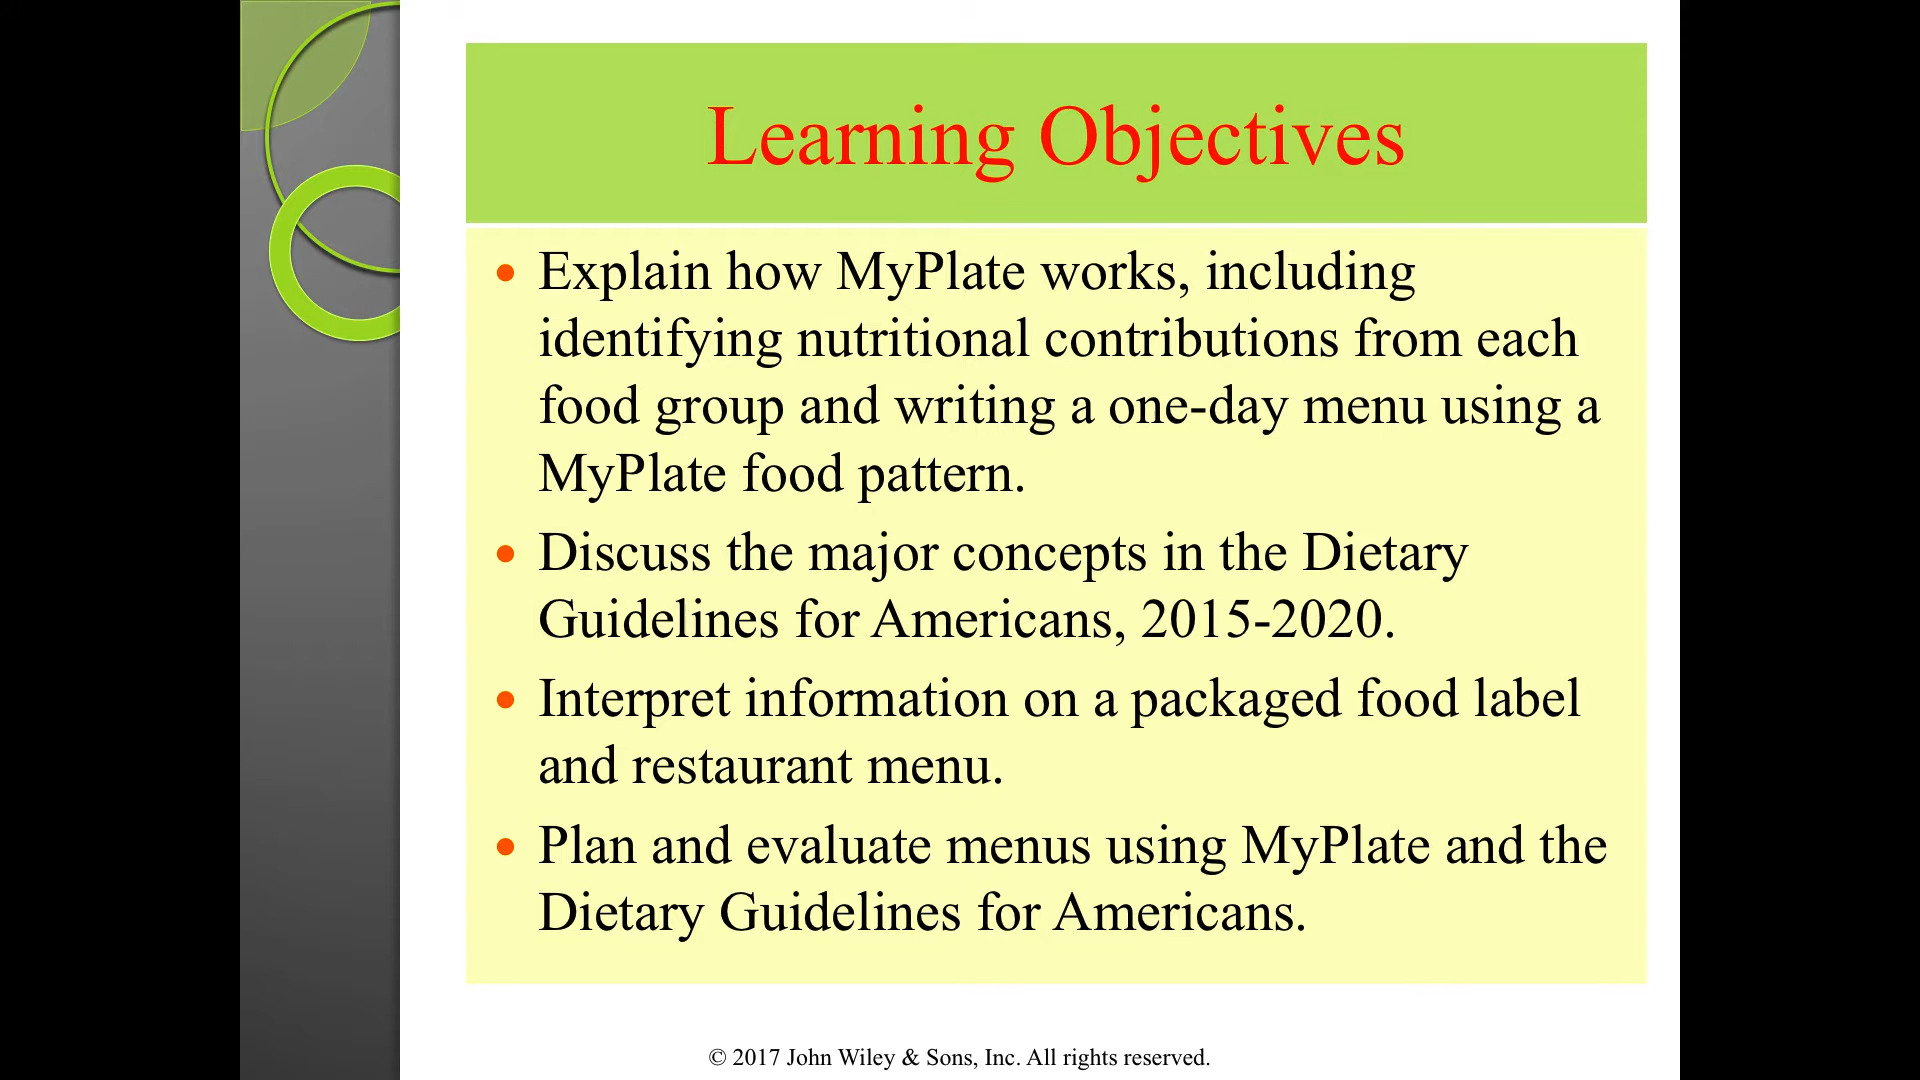 Learning Objectives
• Explain how MyPlate works, including
identifying nutritional contributions from each
food group and writing a one-day menu using a
MyPlate food pattern.
• Discuss the major concepts in the Dietary
Guidelines for Americans, 2015-2020.
• Interpret information on a packaged food label
and restaurant menu.
• Plan and evaluate menus using MyPlate and the
Dietary Guidelines for Americans.
© 2017 John Wiley & Sons, Inc. All rights reserved.